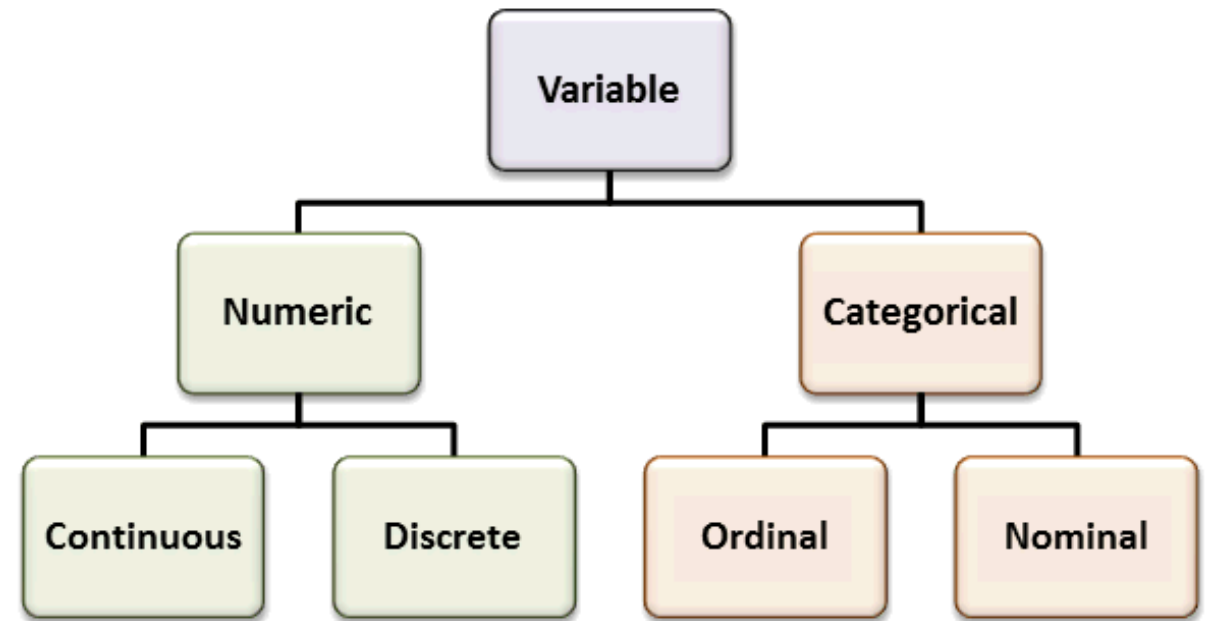 Variable
Numeric
Categorical
Continuous
Discrete
Ordinal
Nominal